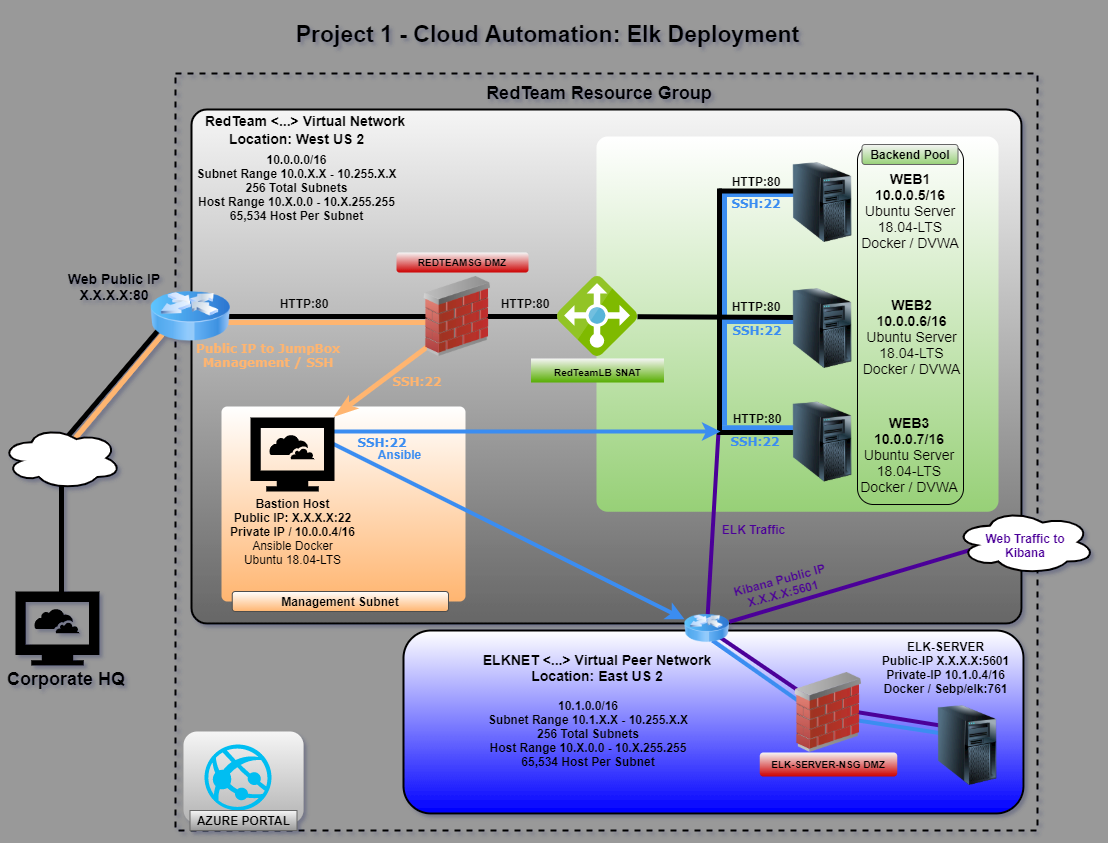 Project 1 - Cloud Automation: Elk Deployment
RedTeam Resource Group
RedTeam <...> Virtual Network
Location: West US 2
10.0.0.0/16
Subnet Range 10.0.X.X - 10.255.X.X
256 Total Subnets
Host Range 10.X.0.0 - 10.X.255.255
65,534 Host Per Subnet
Backend Pool
WEB1
10.0.0.5/16
Ubuntu Server
18.04-LTS
Docker / DVWA
HTTP:80
SSH:22
WEB2
10.0.0.6/16
Ubuntu Server
18.04-LTS
Docker / DVWA
HTTP:80
SSH:22
WEB3
10.0.0.7/16
Ubuntu Server
18.04-LTS
Docker / DVWA
HTTP:80
SSH:22
REDTEAMSG DMZ
Web Public IP
X.X.X.X:80
HTTP:80
HTTP:80
Public IP to JumpBox
Management / SSH
RedTeamLB SNAT
SSH:22
SSH:22
Ansible
Bastion Host
Public IP: X.X.X.X:22
Private IP / 10.0.0.4/16
Ansible Docker
Ubuntu 18.04-LTS
Management Subnet
ELK Traffic
Web Traffic to
Kibana
Kibana Public IP
X.X.X.X:5601
Corporate HQ
ELKNET <...> Virtual Peer Network
Location: East US 2
10.1.0.0/16
Subnet Range 10.1.X.X - 10.255.X.X
256 Total Subnets
Host Range 10.X.0.0 - 10.X.255.255
65,534 Host Per Subnet
ELK-SERVER
Public-IP X.X.X.X:5601
Private-IP 10.1.0.4/16
Docker / Sebp/elk:761
ELK-SERVER-NSG DMZ
AZURE PORTAL